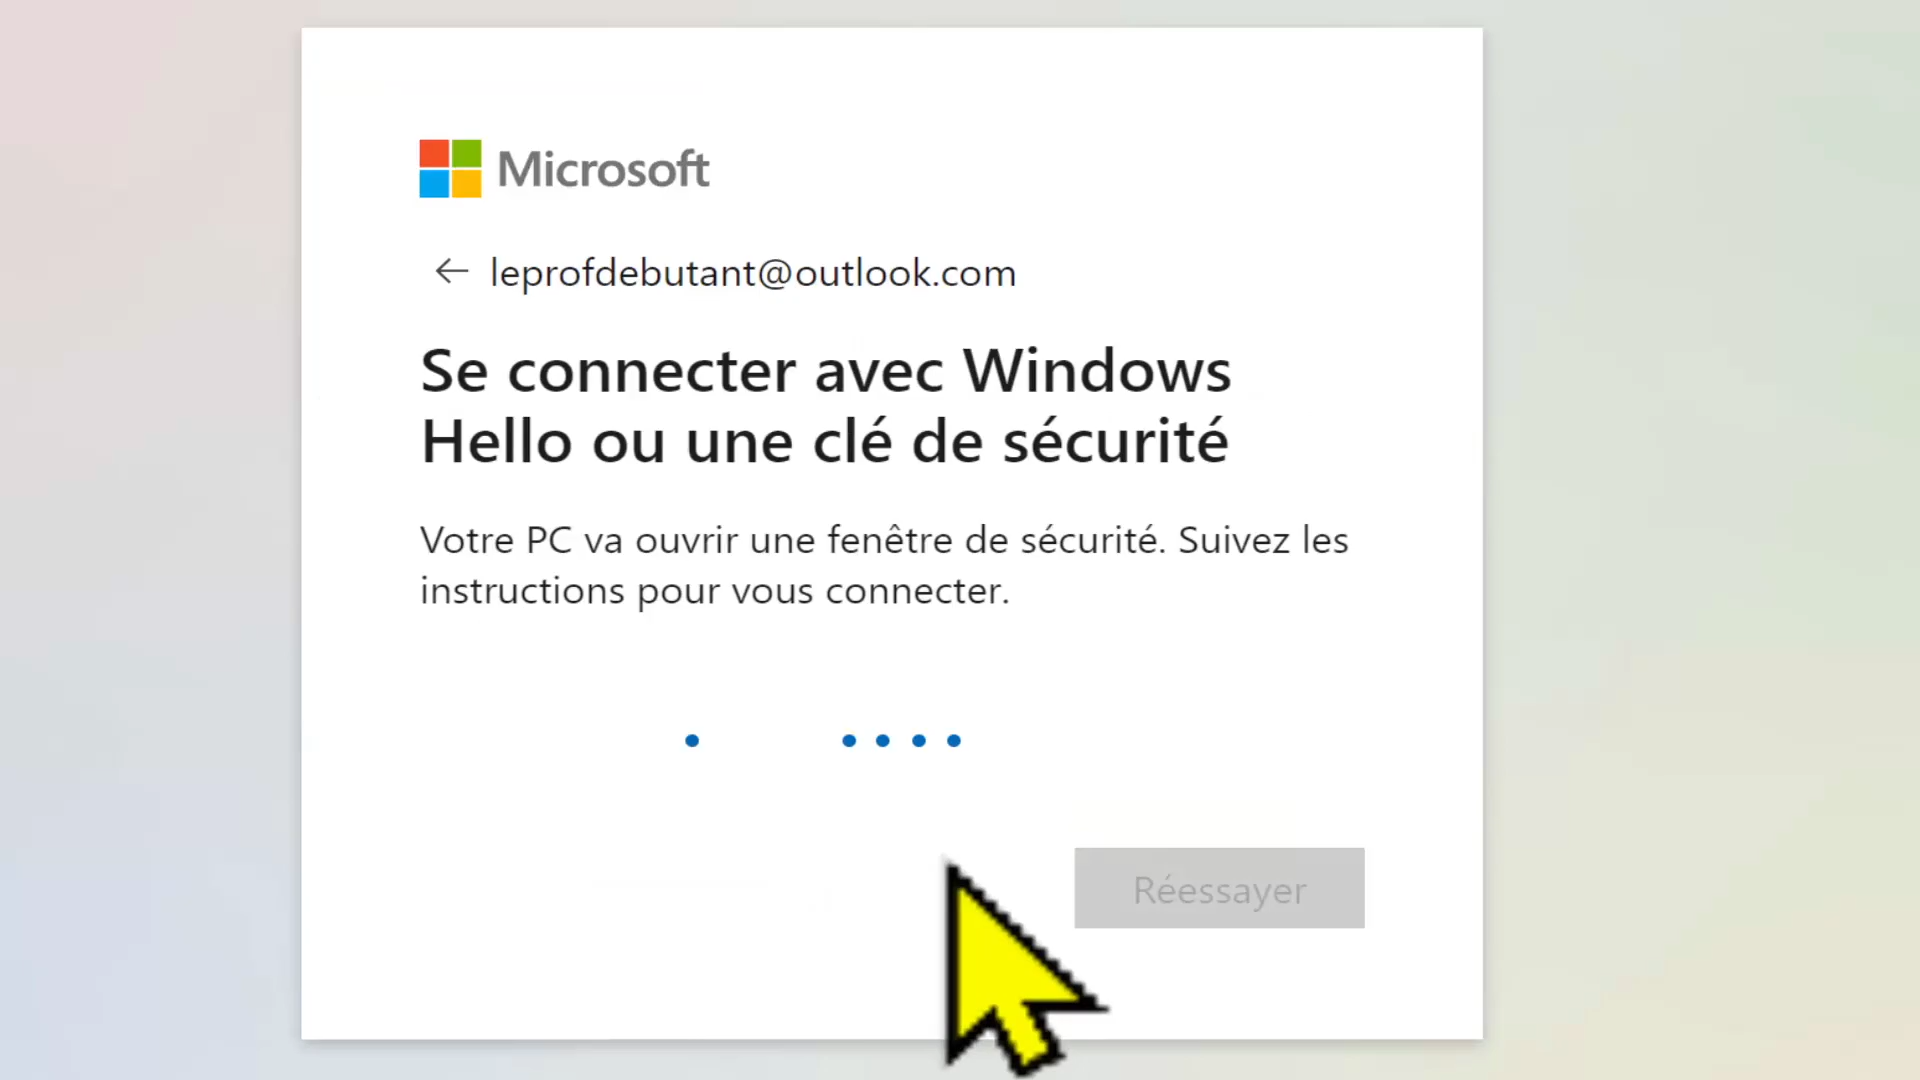 Microsoft
leprofdebutant@outlook.com
Se connecter avec Windows
Hello ou une clé de sécurité
Votre PC va ouvrir une fenêtre de sécurité. Suivez les
instructions pour vous connecter.
Réessayer